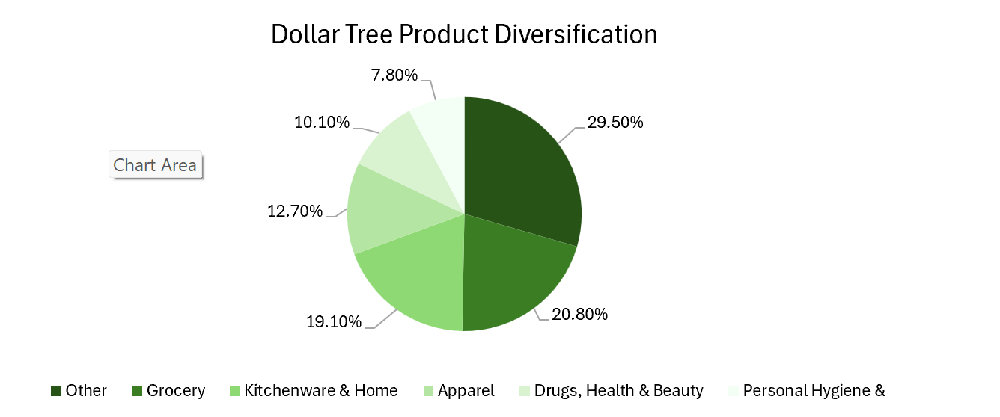 Dollar Tree Product Diversification
7.80%
10.10%
29.50%
Chart Area
12.70%
19.10%
20.80%
Other Grocery Kitchenware & Home Apparel Drugs, Health & Beauty Personal Hygiene &